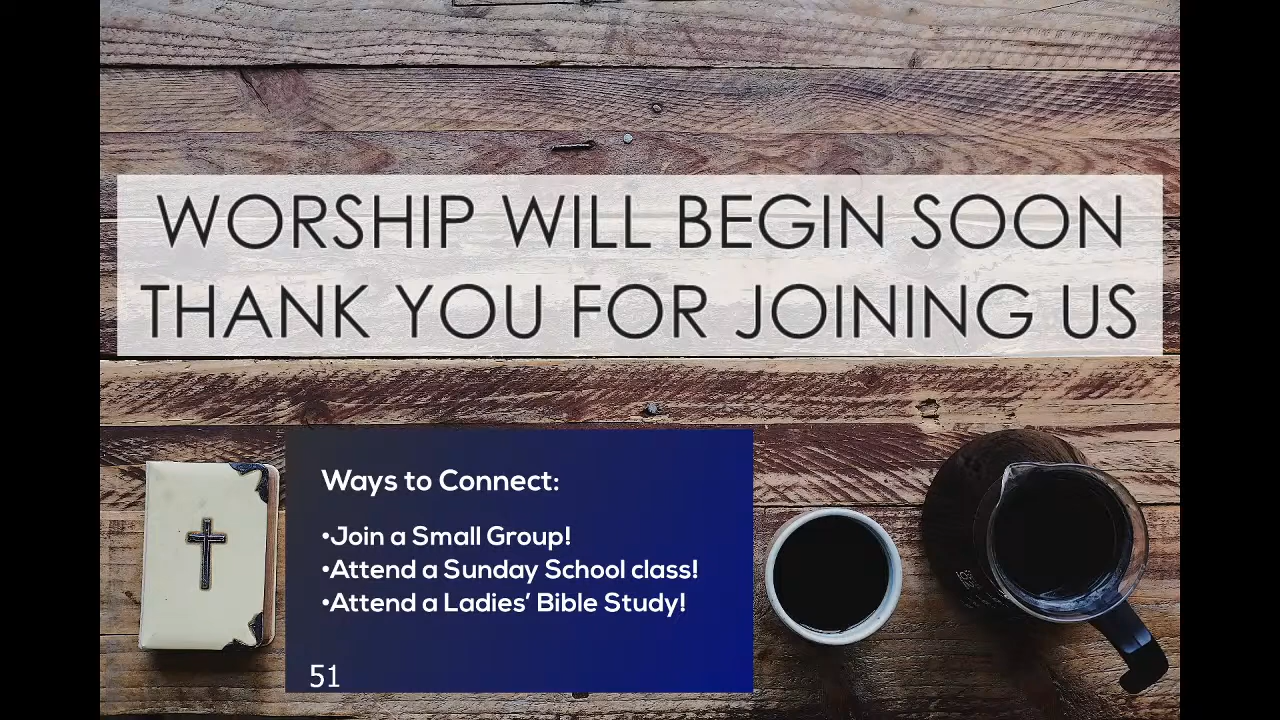 WORSHIP WILL BEGIN SOON
THANK YOU FOR JOINING US
Ways to Connect:
•Join a Small Group!
•Attend a Sunday School class!
•Attend a Ladies’ Bible Study!
51